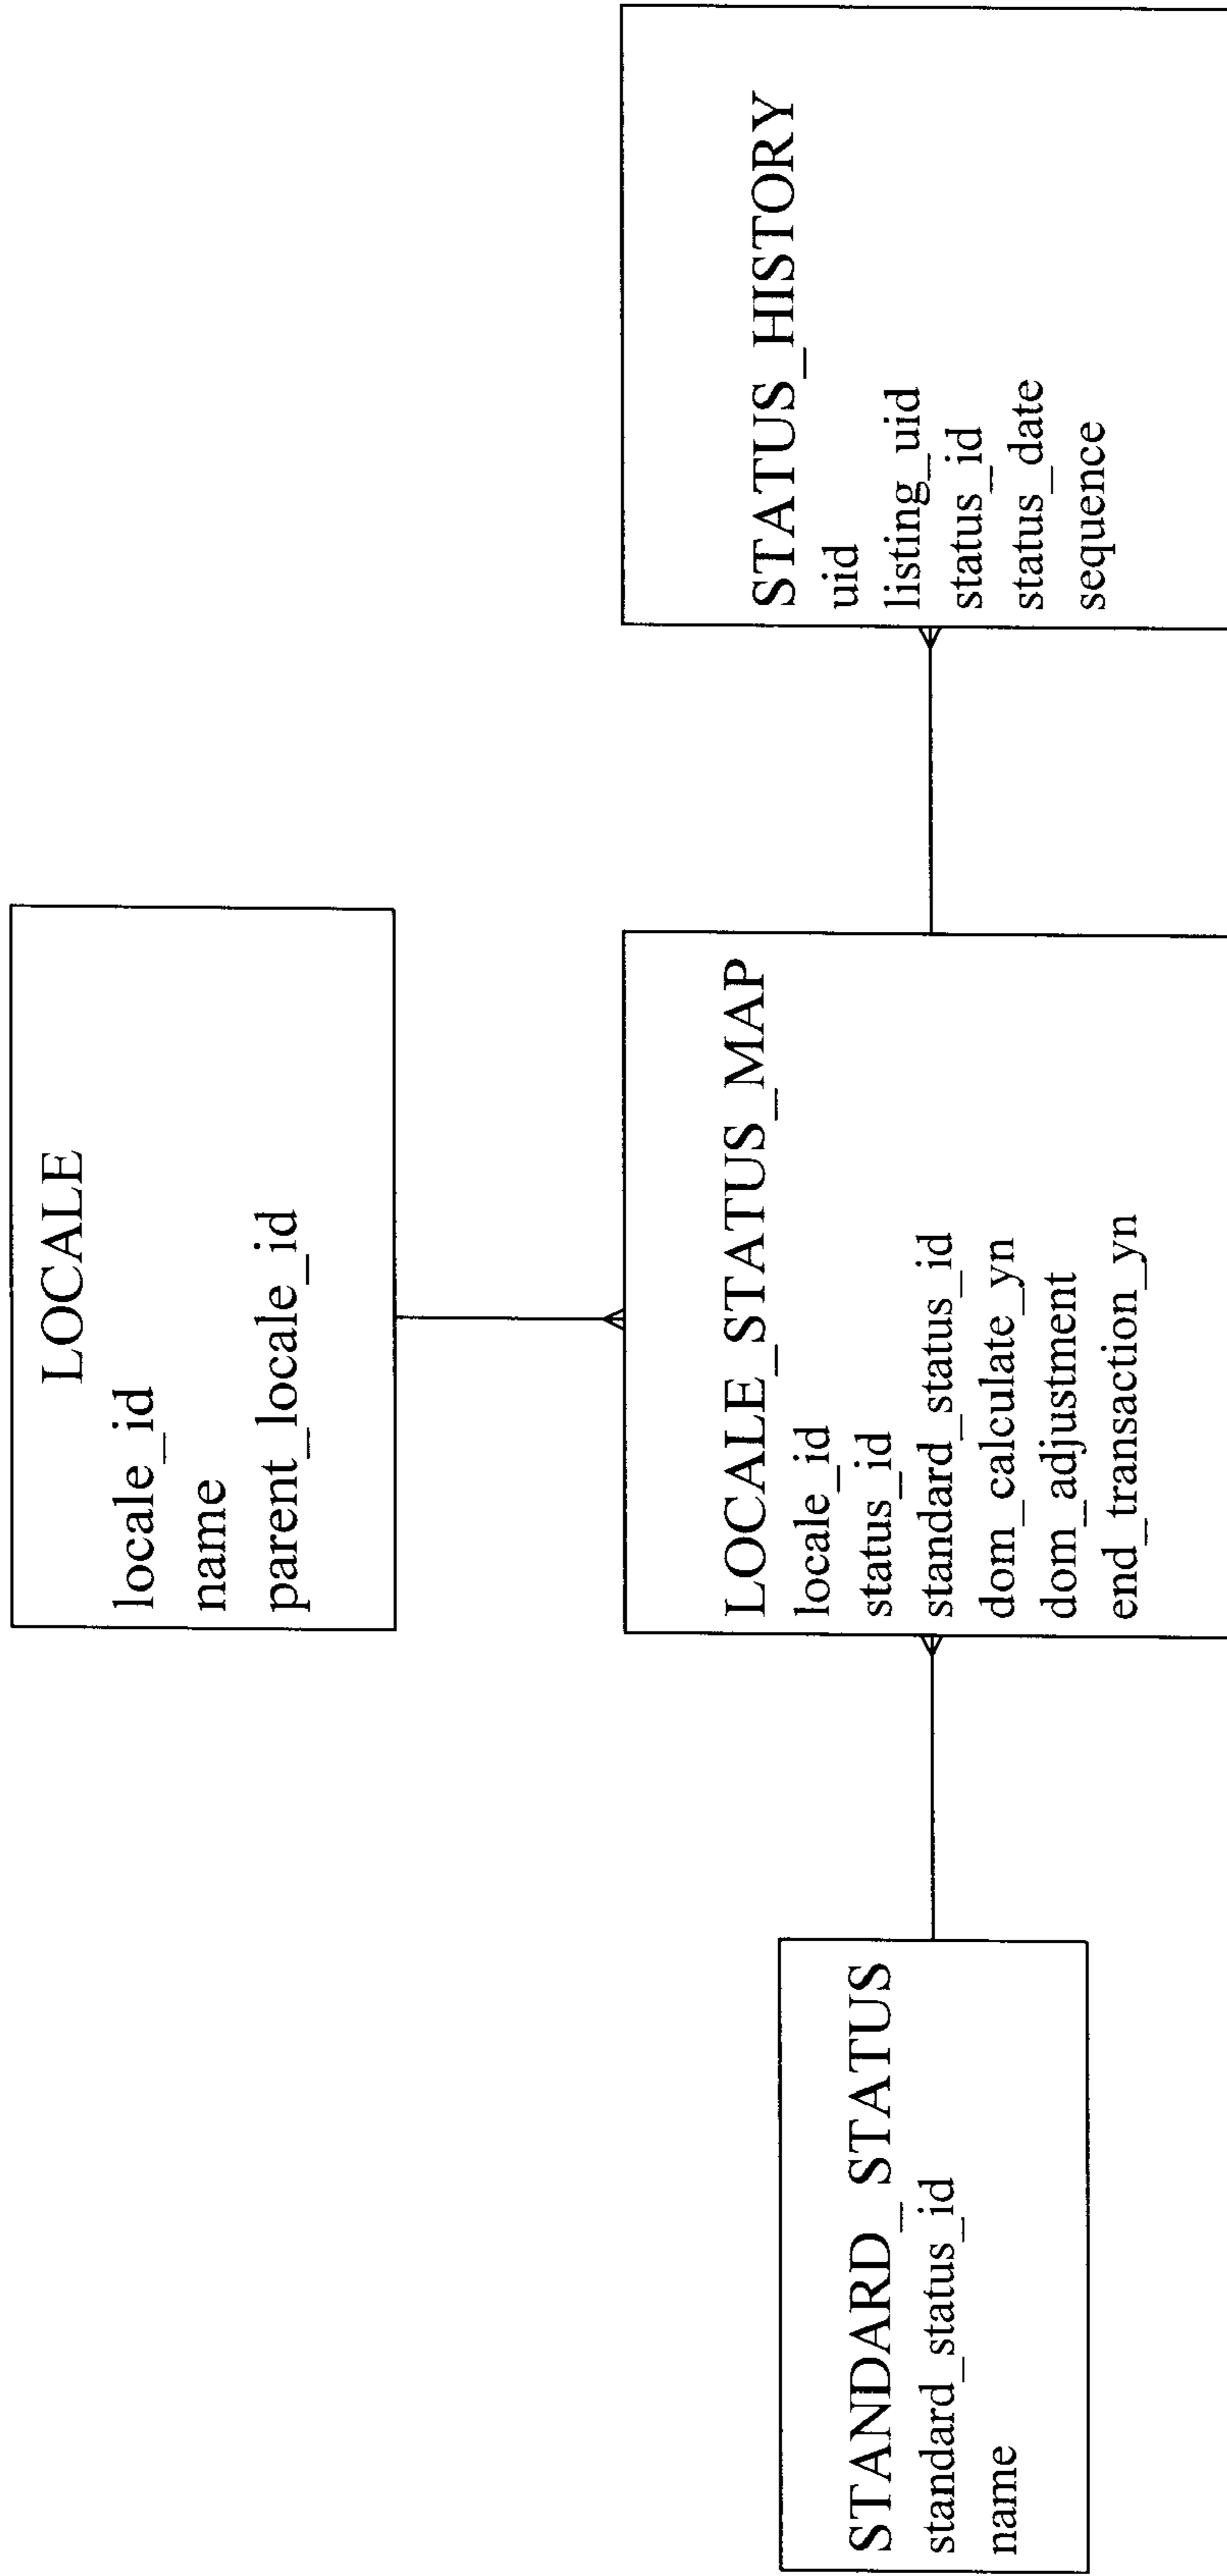 LOCALE
locale_id
name
parent_locale_id
STANDARD_STATUS
standard_status_id
name
LOCALE_STATUS_MAP
locale_id
status_id
standard_status_id
dom_calculate_yn
dom_adjustment
end_transaction_yn
STATUS_HISTORY
uid
listing_uid
status_id
status_date
sequence